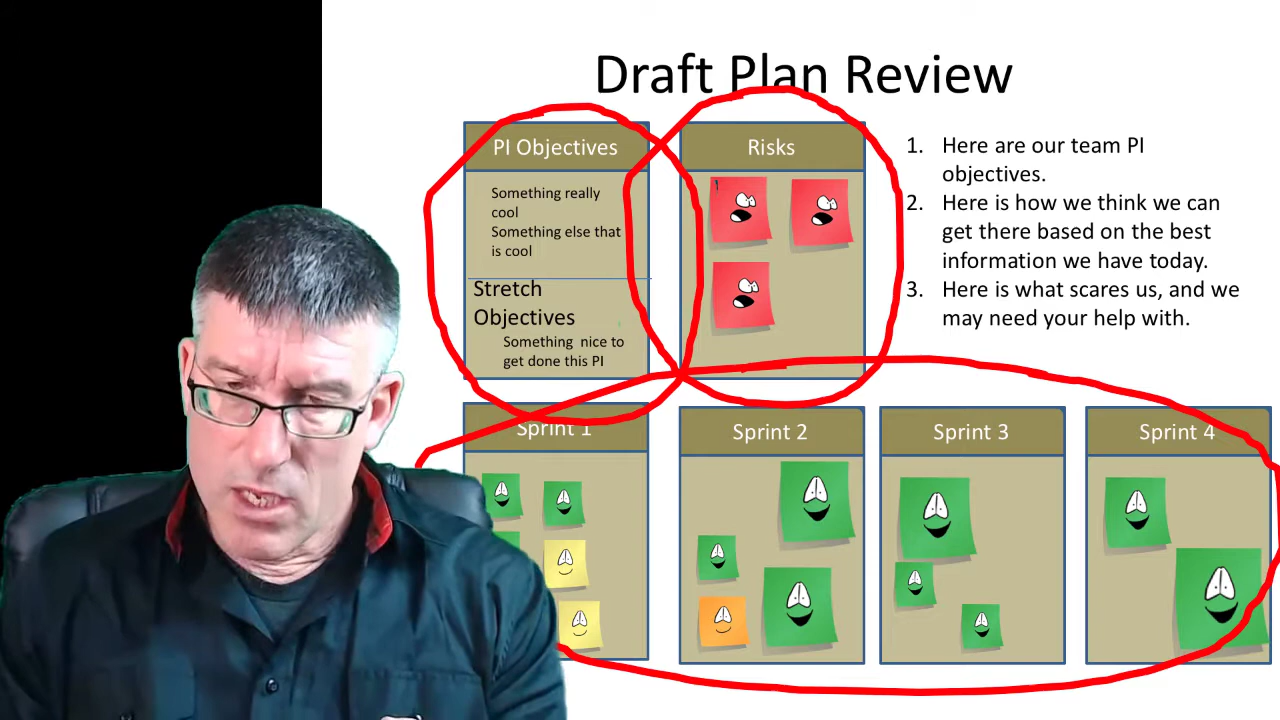 Draft Plan Review
PI Objectives
Something really
cool
Something else that
is cool
Stretch
Objectives
Something nice to
get done this PI
Risks
1. Here are our team PI
objectives.
2. Here is how we think we can
get there based on the best
information we have today.
3. Here is what scares us, and we
may need your help with.
Sprint 1
Sprint 2
Sprint 3
Sprint 4